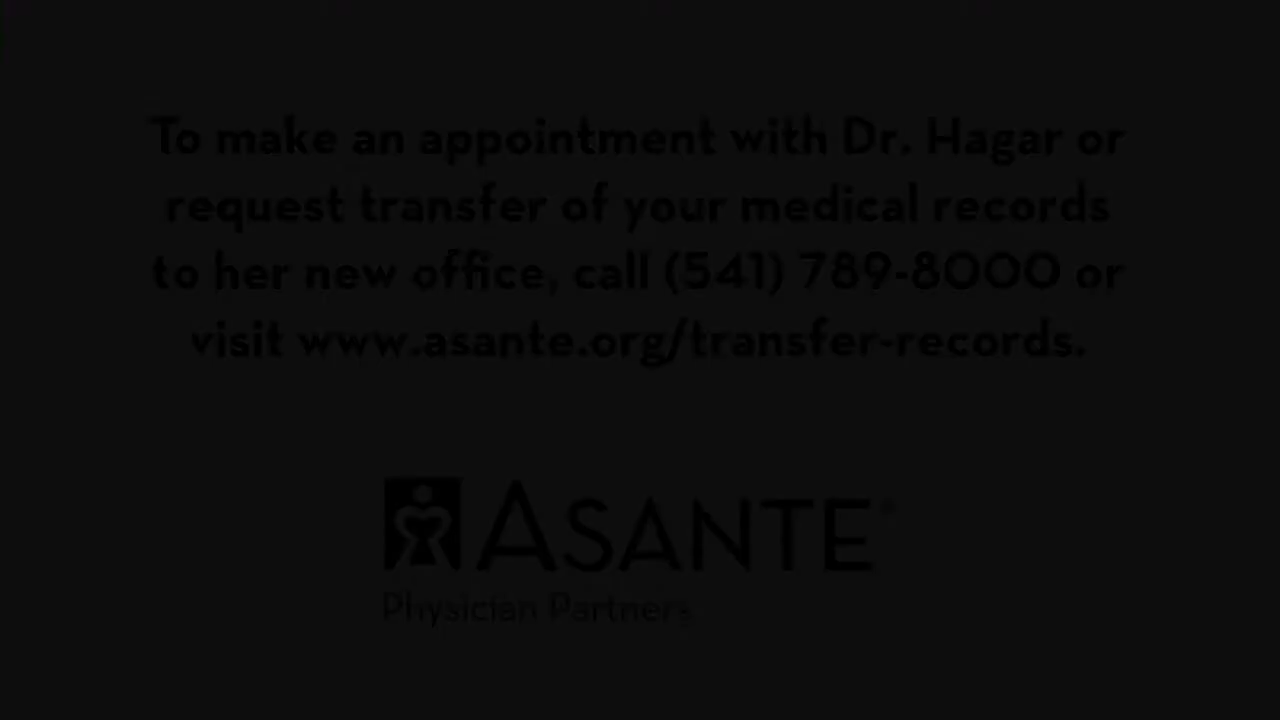 To make an appointment with Dr. Hagar or
request transfer of your medical records
to her new office, call (541) 789-8000 or
visit www.asante.org/transfer-records.
ASANTE®
Physician Partners